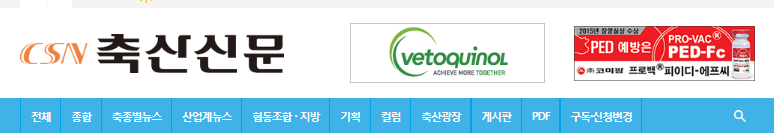 CSN 축산신문
vetoquinol
ACHIEVE MORE TOGETHER
2015년 장영실상 수상
PED 예방은
PRO-VAC®
PED-Fc
㈜코미팜 프로백®피이디-에프씨
전체 종합 축종별뉴스 산업계뉴스 협동조합·지방 기획 컬럼 축산광장 게시판 PDF 구독·신청변경